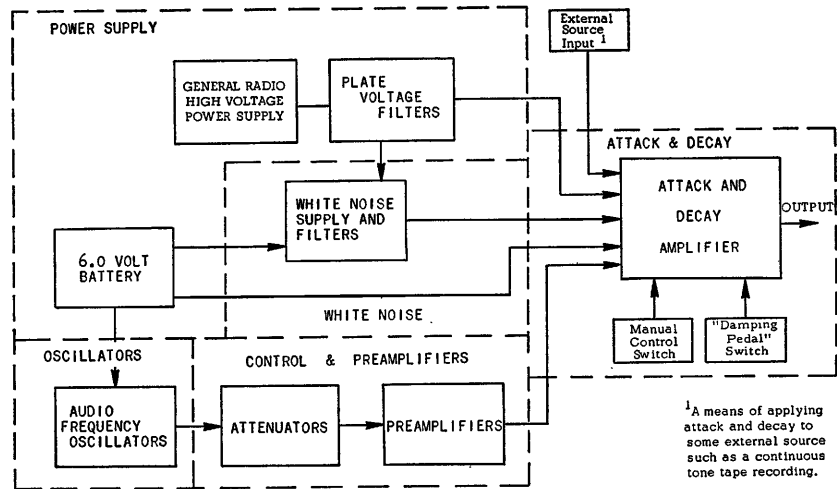 POWER SUPPLY
External
Source
Input 1
GENERAL RADIO
HIGH VOLTAGE
POWER SUPPLY
PLATE
VOLTAGE
FILTERS
ATTACK & DECAY
WHITE NOISE
SUPPLY AND
FILTERS
ATTACK AND
DECAY
AMPLIFIER
OUTPUT
6.0 VOLT
BATTERY
WHITE NOISE
Manual
Control
Switch
"Damping
Pedal"
Switch
OSCILLATORS
CONTROL & PREAMPLIFIERS
AUDIO
FREQUENCY
OSCILLATORS
ATTENUATORS
PREAMPLIFIERS
1A means of applying
attack and decay to
some external source
such as a continuous
tone tape recording.